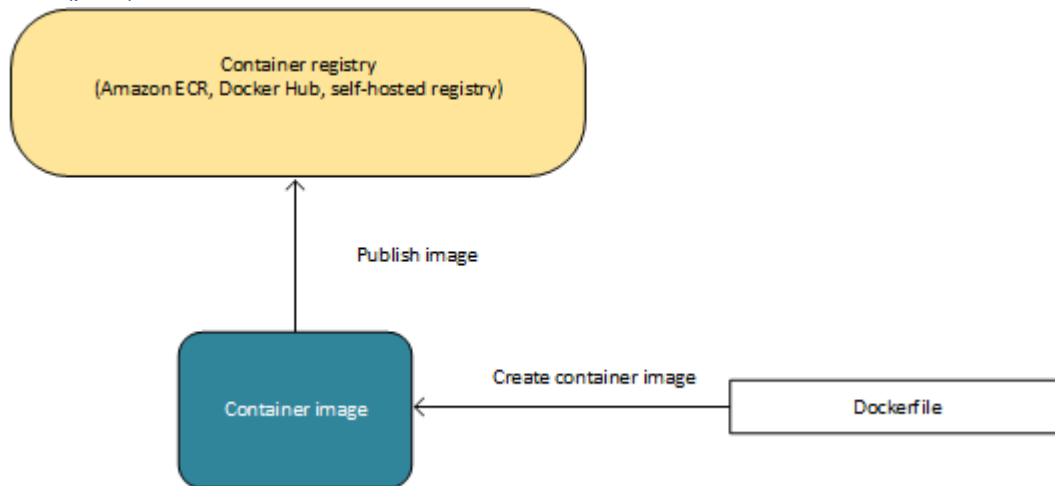 Container registry
(Amazon ECR, Docker Hub, self-hosted registry)
Publish image
Create container image
Container image
Dockerfile